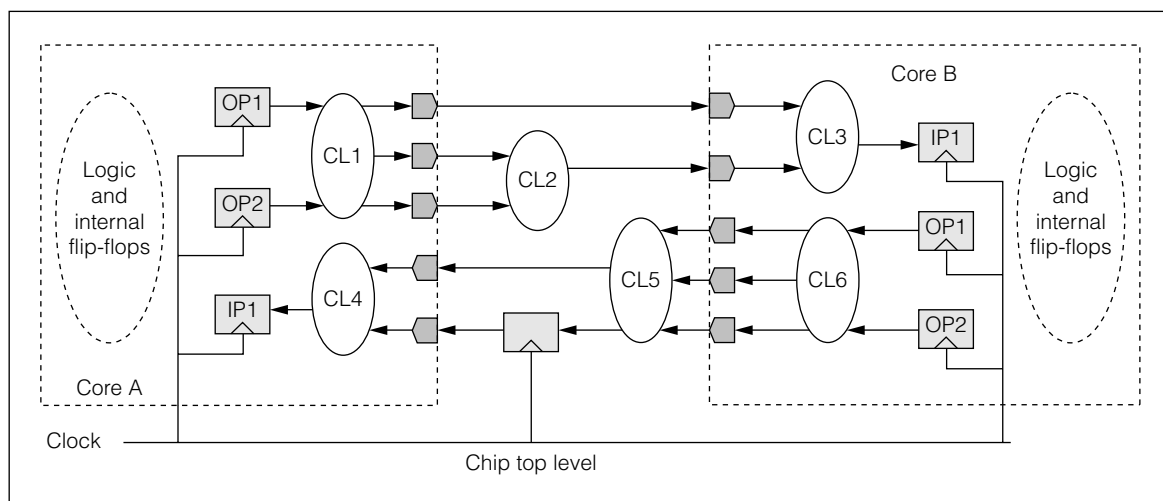 Core B
OP1
CL1
CL3
IP1
Logic
and
internal
flip-flops
CL2
Logic
and
internal
flip-flops
OP2
OP1
CL4
CL5
CL6
IP1
OP2
Core A
Clock
Chip top level